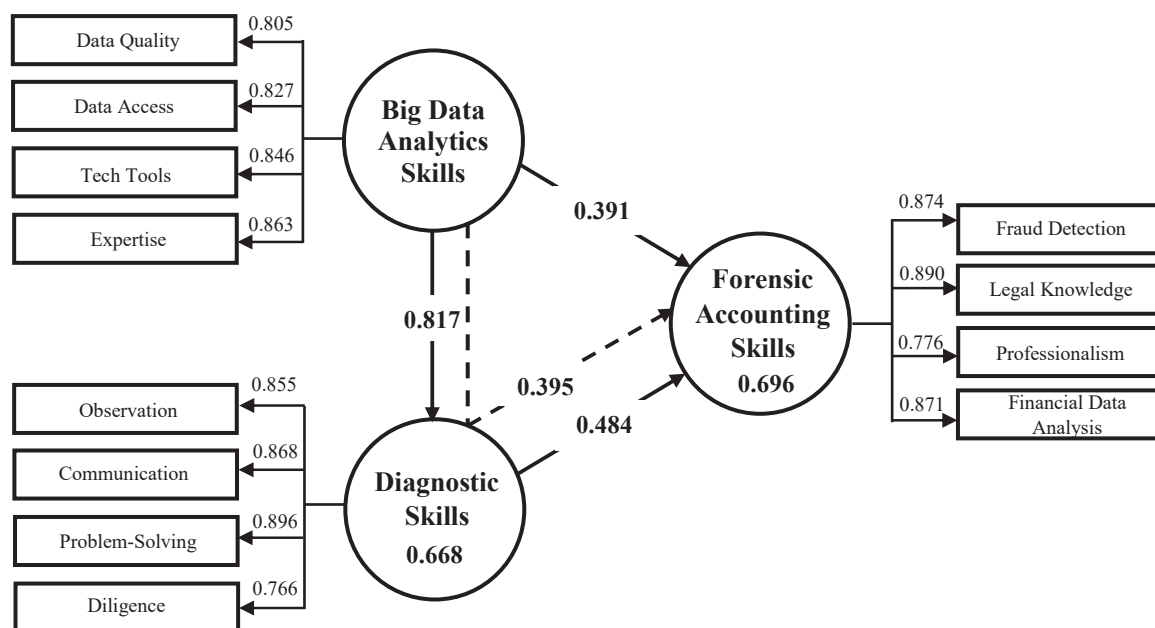 0.805
Data Quality
0.827
Data Access
0.846
Tech Tools
0.863
Expertise
Big Data
Analytics
Skills
0.391
0.817
0.395
0.484
Forensic
Accounting
Skills
0.696
0.874
Fraud Detection
0.890
Legal Knowledge
0.776
Professionalism
0.871
Financial Data
Analysis
0.855
Observation
0.868
Communication
0.896
Problem-Solving
0.766
Diligence
Diagnostic
Skills
0.668